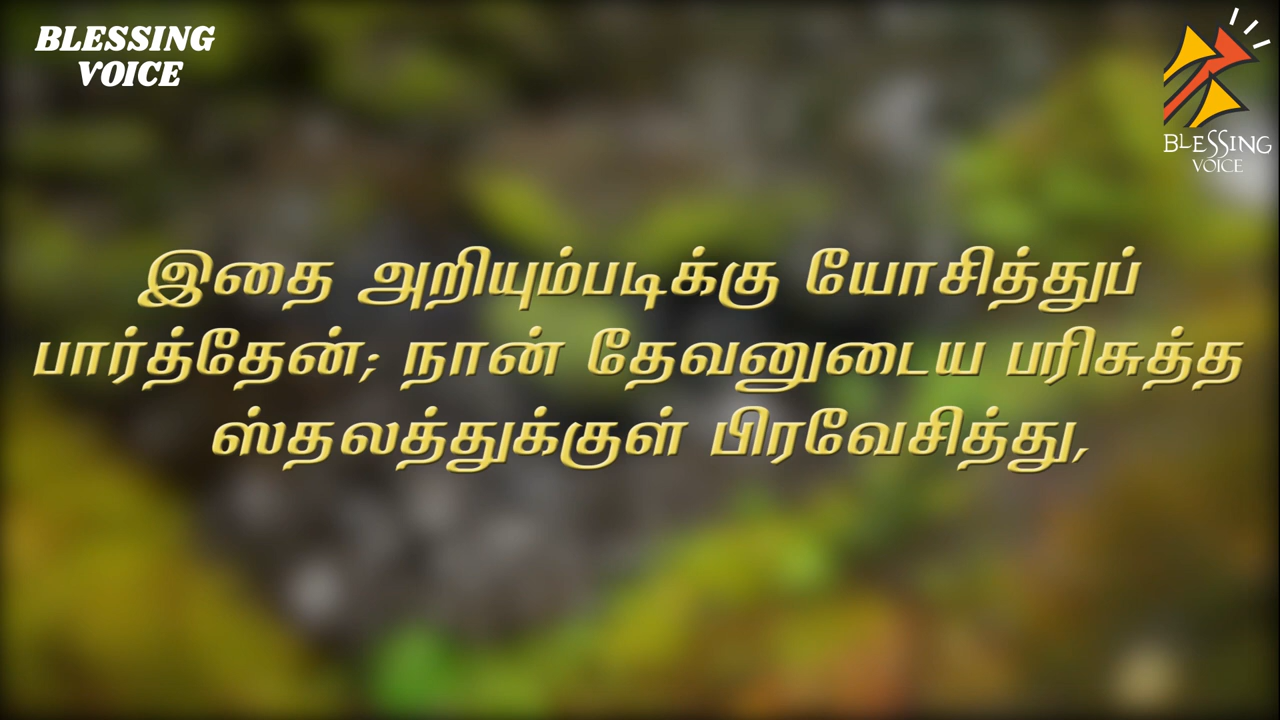 BLESSING
VOICE
BLESSING
VOICE
இதை அறியும்படிக்கு யோசித்துப்
பார்த்தேன்; நான் தேவனுடைய பரிசுத்த
ஸ்தலத்துக்குள் பிரவேசித்து,